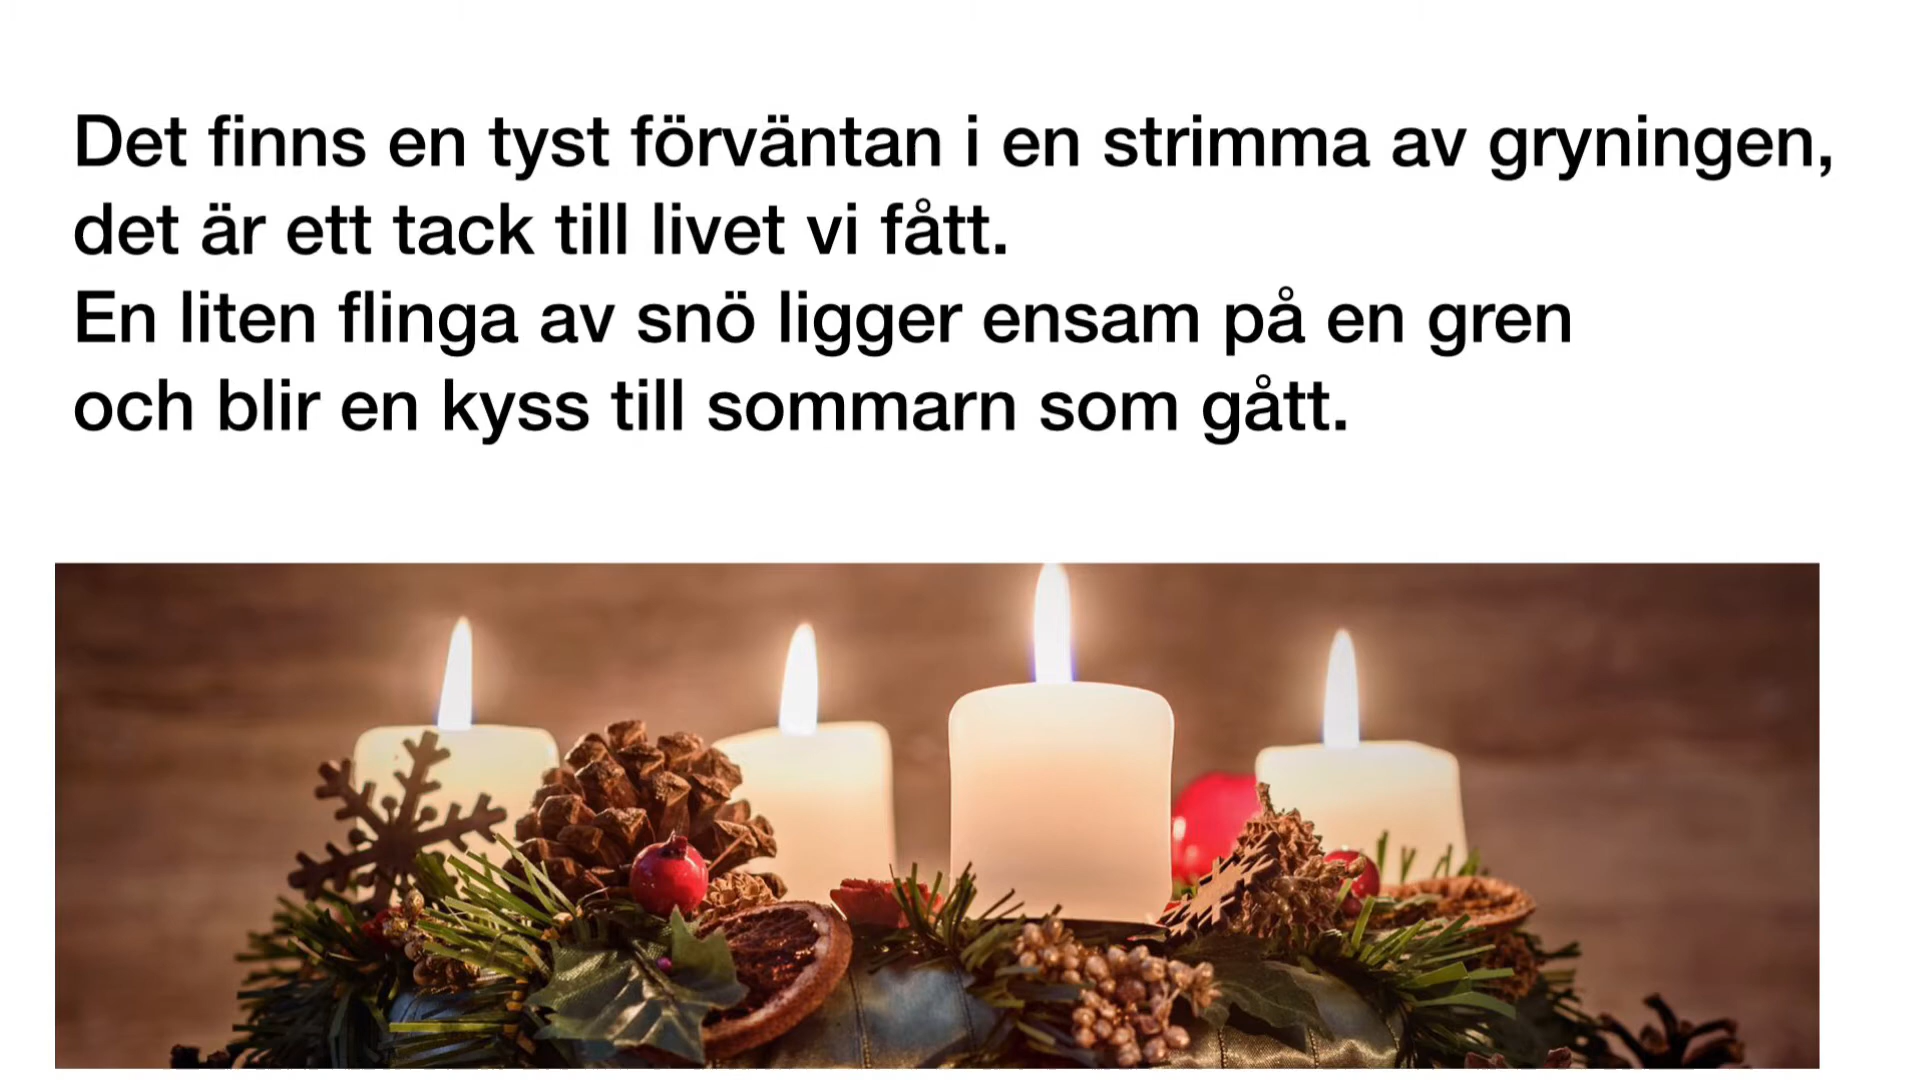 Det finns en tyst förväntan i en strimma av gryningen,
det är ett tack till livet vi fått.
En liten flinga av snö ligger ensam på en gren
och blir en kyss till sommarn som gått.